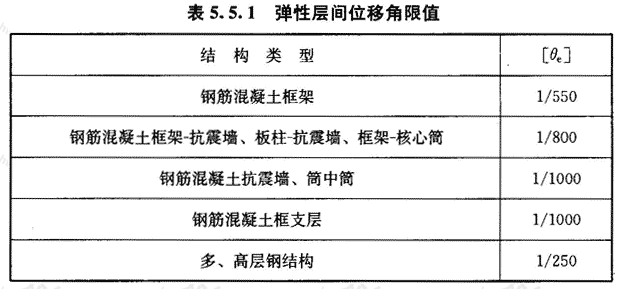 表 5.5.1 弹性层间位移角限值
结 构 类 型 [θe]
钢筋混凝土框架 1/550
钢筋混凝土框架-抗震墙、板柱-抗震墙、框架-核心筒 1/800
钢筋混凝土抗震墙、筒中筒 1/1000
钢筋混凝土框支层 1/1000
多、高层钢结构 1/250